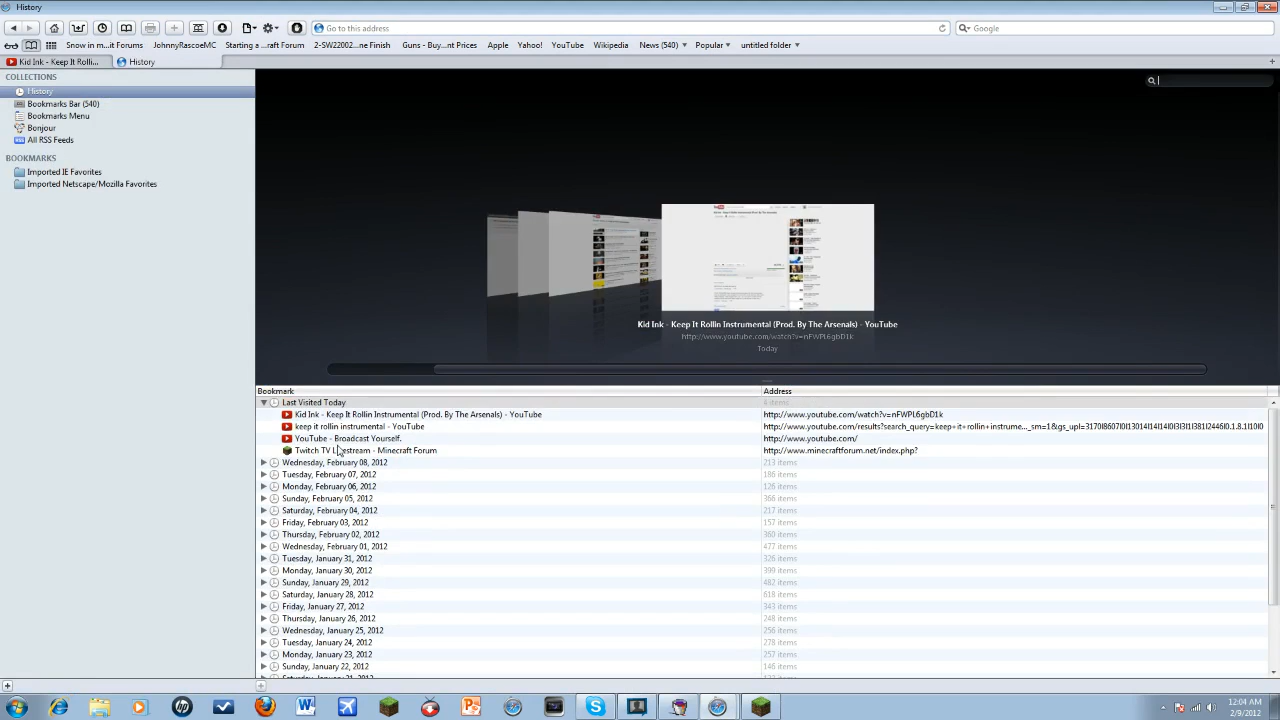 History
Go to this address
Google
Snow in m...it Forums
JohnnyRascoeMC
Starting a ...raft Forum
2-SW22002...ne Finish
Guns - Buy...nt Prices
Apple
Yahoo!
YouTube
Wikipedia
News (540)
Popular
untitled folder
Kid Ink - Keep It Rolli...
History
COLLECTIONS
History
Bookmarks Bar (540)
Bookmarks Menu
Bonjour
All RSS Feeds
BOOKMARKS
Imported IE Favorites
Imported Netscape/Mozilla Favorites
Kid Ink - Keep It Rollin Instrumental (Prod. By The Arsenals) - YouTube
http://www.youtube.com/watch?v=nFWPL6gbD1k
Today
Bookmark Address
Last Visited Today 4 items
Kid Ink - Keep It Rollin Instrumental (Prod. By The Arsenals) - YouTube http://www.youtube.com/watch?v=nFWPL6gbD1k
keep it rollin instrumental - YouTube
YouTube - Broadcast Yourself. http://www.youtube.com/
Twitch TV Livestream - Minecraft Forum http://www.minecraftforum.net/index.php?
Wednesday, February 08, 2012 213 items
Tuesday, February 07, 2012 186 items
Monday, February 06, 2012 126 items
Sunday, February 05, 2012 366 items
Saturday, February 04, 2012 217 items
Friday, February 03, 2012 157 items
Thursday, February 02, 2012 360 items
Wednesday, February 01, 2012 477 items
Tuesday, January 31, 2012 326 items
Monday, January 30, 2012 399 items
Sunday, January 29, 2012 482 items
Saturday, January 28, 2012 618 items
Friday, January 27, 2012 343 items
Thursday, January 26, 2012 248 items
Wednesday, January 25, 2012 256 items
Tuesday, January 24, 2012 278 items
Monday, January 23, 2012 257 items
Sunday, January 22, 2012 146 items
12:04 AM
2/9/2012